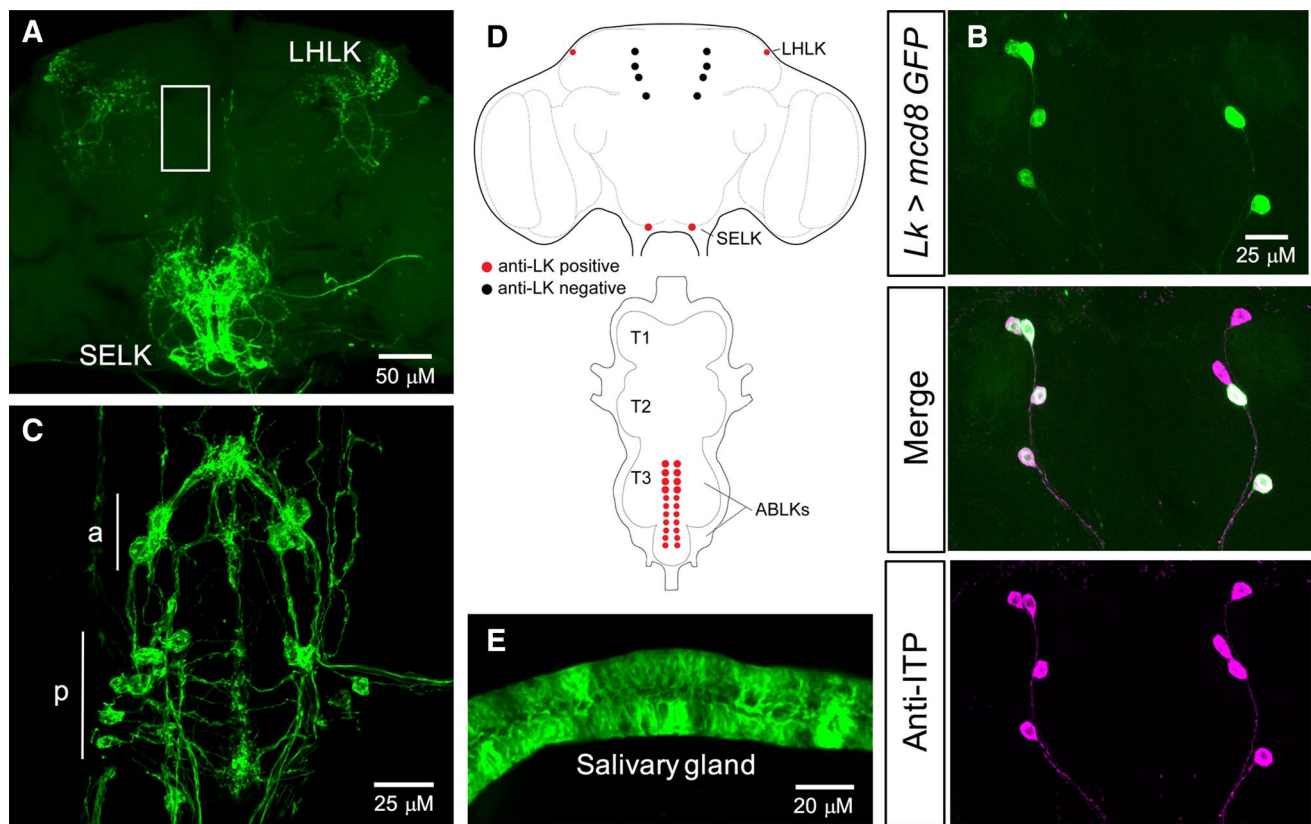 A
LHLK
SELK
50 µM
C
a
p
25 µM
D
LHLK
SELK
anti-LK positive
anti-LK negative
T1
T2
T3
ABLKs
E
Salivary gland
20 µM
B
Lk > mcd8 GFP
25 µM
Merge
Anti-ITP